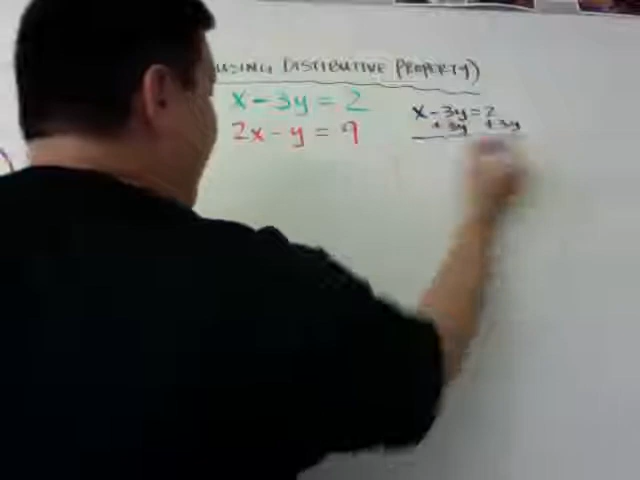 USING DISTRIBUTIVE PROPERTY)
x - 3y = 2
2x - y = 9
x - 3y = 2
+ 3y +3y